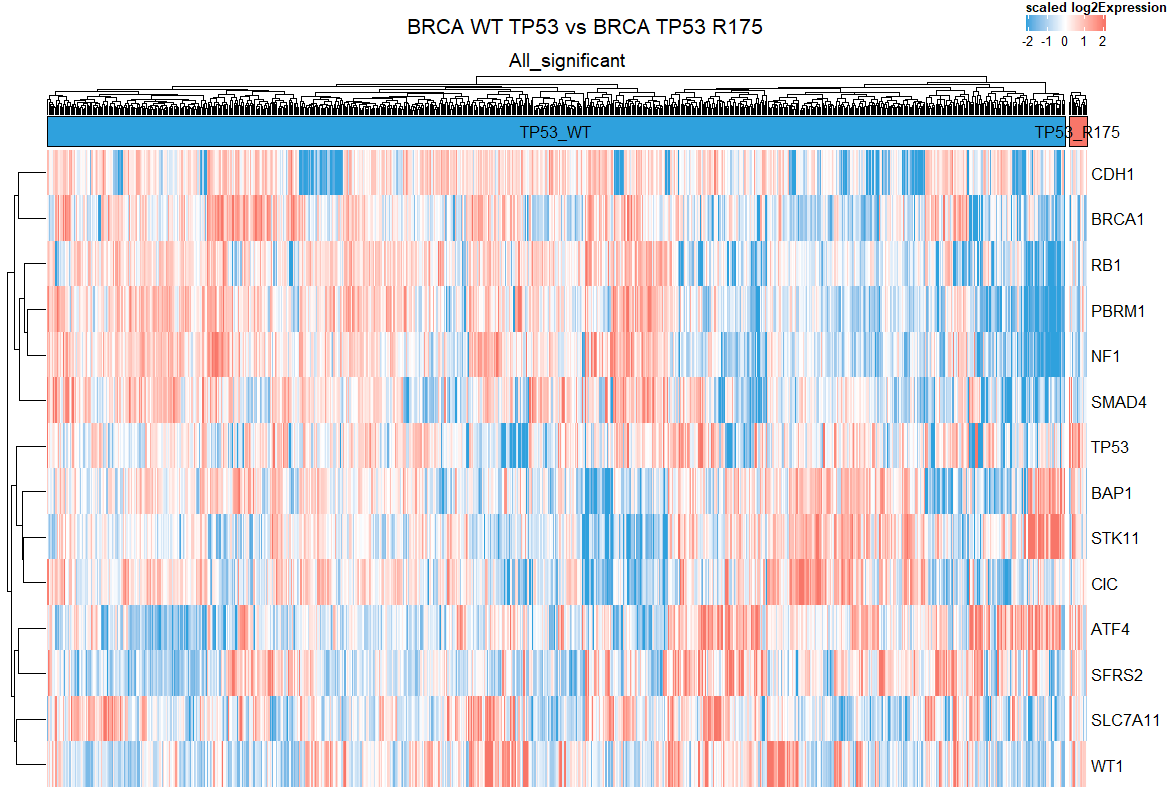 scaled log2Expression
-2 -1 0 1 2
BRCA WT TP53 vs BRCA TP53 R175
All_significant
TP53_WT
TP53_R175
CDH1
BRCA1
RB1
PBRM1
NF1
SMAD4
TP53
BAP1
STK11
CIC
ATF4
SFRS2
SLC7A11
WT1